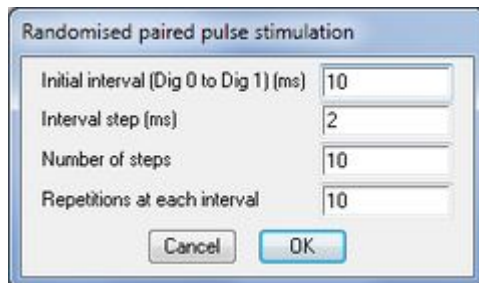 Randomised paired pulse stimulation
Initial interval (Dig 0 to Dig 1) (ms) 10
Interval step (ms) 2
Number of steps 10
Repetitions at each interval 10
Cancel OK